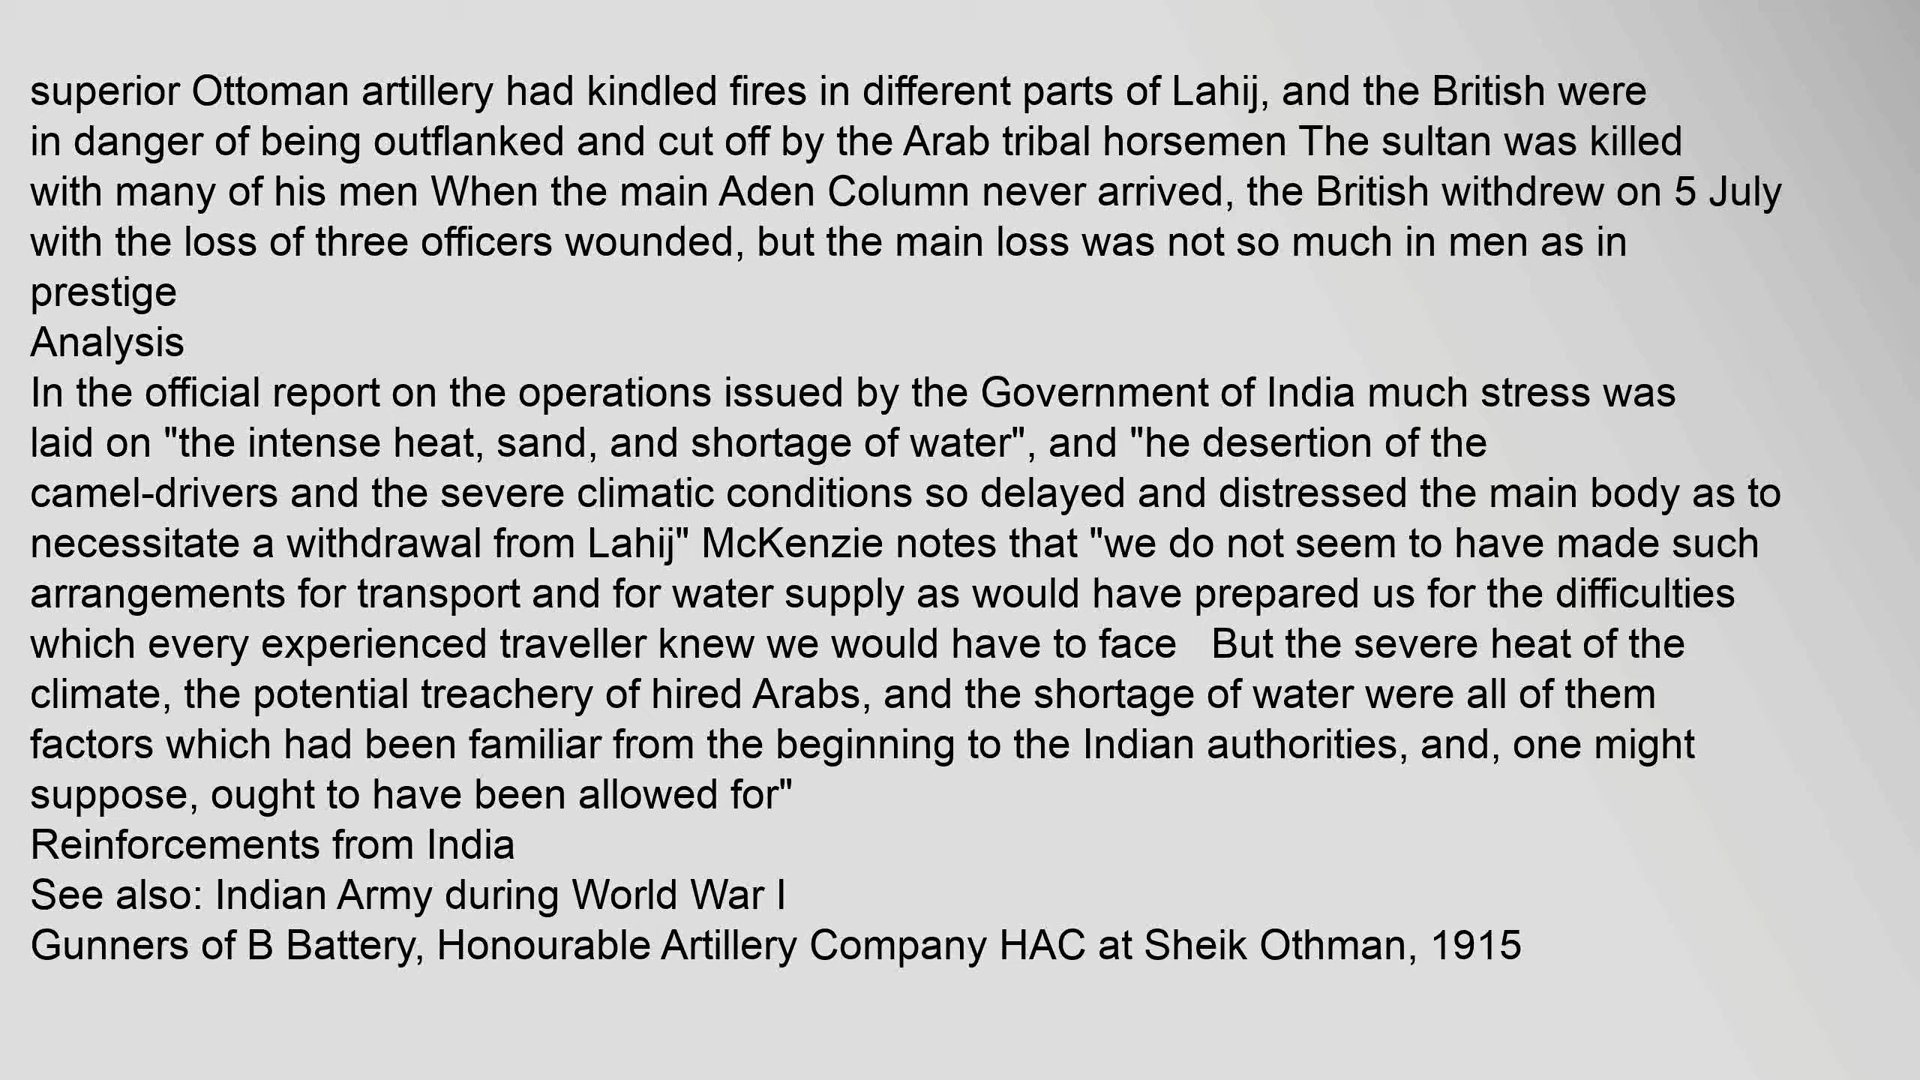 superior Ottoman artillery had kindled fires in different parts of Lahij, and the British were
in danger of being outflanked and cut off by the Arab tribal horsemen The sultan was killed
with many of his men When the main Aden Column never arrived, the British withdrew on 5 July
with the loss of three officers wounded, but the main loss was not so much in men as in
prestige
Analysis
In the official report on the operations issued by the Government of India much stress was
laid on "the intense heat, sand, and shortage of water", and "he desertion of the
camel-drivers and the severe climatic conditions so delayed and distressed the main body as to
necessitate a withdrawal from Lahij" McKenzie notes that "we do not seem to have made such
arrangements for transport and for water supply as would have prepared us for the difficulties
which every experienced traveller knew we would have to face   But the severe heat of the
climate, the potential treachery of hired Arabs, and the shortage of water were all of them
factors which had been familiar from the beginning to the Indian authorities, and, one might
suppose, ought to have been allowed for"
Reinforcements from India
See also: Indian Army during World War I
Gunners of B Battery, Honourable Artillery Company HAC at Sheik Othman, 1915